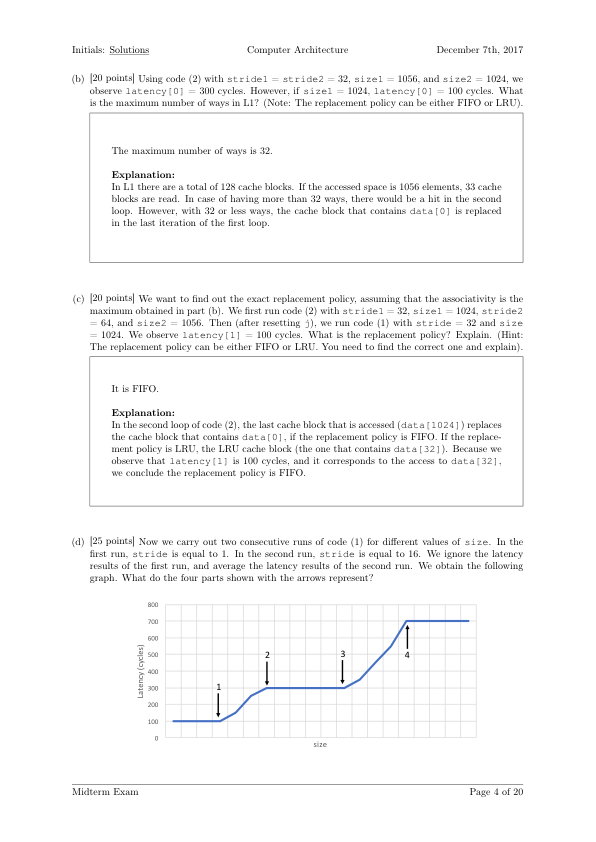 Initials: Solutions Computer Architecture December 7th, 2017
(b) [20 points] Using code (2) with stride1 = stride2 = 32, size1 = 1056, and size2 = 1024, we
observe latency[0] = 300 cycles. However, if size1 = 1024, latency[0] = 100 cycles. What
is the maximum number of ways in L1? (Note: The replacement policy can be either FIFO or LRU).
The maximum number of ways is 32.
Explanation:
In L1 there are a total of 128 cache blocks. If the accessed space is 1056 elements, 33 cache
blocks are read. In case of having more than 32 ways, there would be a hit in the second
loop. However, with 32 or less ways, the cache block that contains data[0] is replaced
in the last iteration of the first loop.
(c) [20 points] We want to find out the exact replacement policy, assuming that the associativity is the
maximum obtained in part (b). We first run code (2) with stride1 = 32, size1 = 1024, stride2
= 64, and size2 = 1056. Then (after resetting j), we run code (1) with stride = 32 and size
= 1024. We observe latency[1] = 100 cycles. What is the replacement policy? Explain. (Hint:
The replacement policy can be either FIFO or LRU. You need to find the correct one and explain).
It is FIFO.
Explanation:
In the second loop of code (2), the last cache block that is accessed (data[1024]) replaces
the cache block that contains data[0], if the replacement policy is FIFO. If the replace-
ment policy is LRU, the LRU cache block (the one that contains data[32]). Because we
observe that latency[1] is 100 cycles, and it corresponds to the access to data[32],
we conclude the replacement policy is FIFO.
(d) [25 points] Now we carry out two consecutive runs of code (1) for different values of size. In the
first run, stride is equal to 1. In the second run, stride is equal to 16. We ignore the latency
results of the first run, and average the latency results of the second run. We obtain the following
graph. What do the four parts shown with the arrows represent?
800
700
600
500
400
300
200
100
0
Latency (cycles)
1
2
3
4
size
Midterm Exam Page 4 of 20